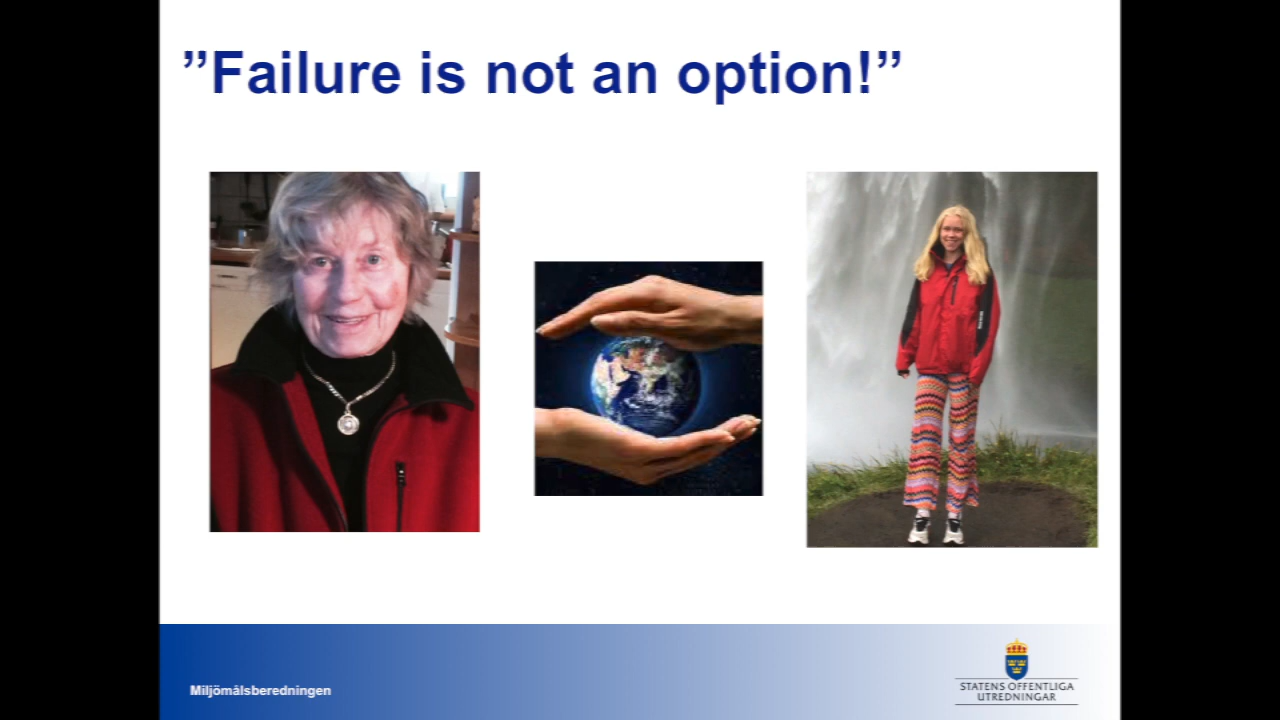 ”Failure is not an option!”
Miljömålsberedningen
STATENS OFFENTLIGA
UTREDNINGAR